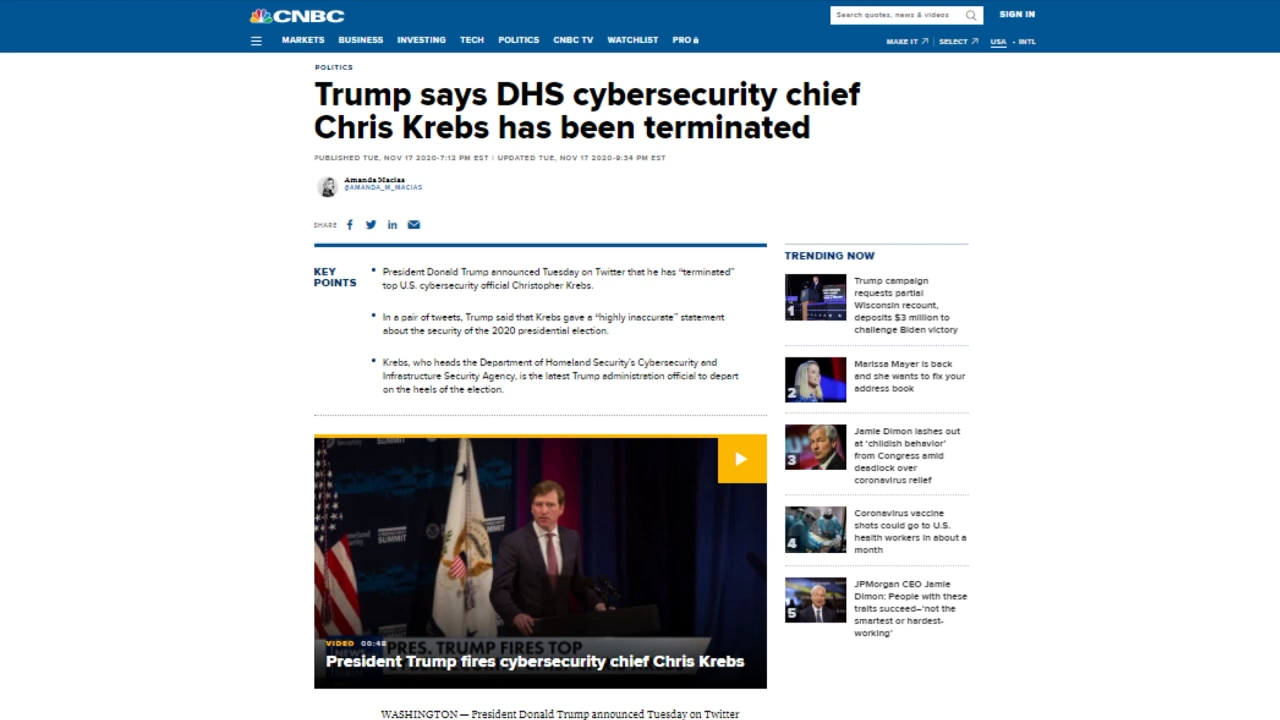 CNBC
Search quotes, news & videos
SIGN IN
MARKETS BUSINESS INVESTING TECH POLITICS CNBC TV WATCHLIST PRO
MAKE IT SELECT USA • INTL
POLITICS
Trump says DHS cybersecurity chief
Chris Krebs has been terminated
PUBLISHED TUE, NOV 17 2020-7:12 PM EST | UPDATED TUE, NOV 17 2020-9:34 PM EST
Amanda Macias
@AMANDA_M_MACIAS
SHARE
KEY
POINTS
• President Donald Trump announced Tuesday on Twitter that he has “terminated”
top U.S. cybersecurity official Christopher Krebs.
• In a pair of tweets, Trump said that Krebs gave a “highly inaccurate” statement
about the security of the 2020 presidential election.
• Krebs, who heads the Department of Homeland Security’s Cybersecurity and
Infrastructure Security Agency, is the latest Trump administration official to depart
on the heels of the election.
Security
SUMMIT
SUMMIT
SUMMIT
PRES. TRUMP FIRES TOP
NEWS
VIDEO 00:46
President Trump fires cybersecurity chief Chris Krebs
WASHINGTON — President Donald Trump announced Tuesday on Twitter
TRENDING NOW
1
Trump campaign
requests partial
Wisconsin recount,
deposits $3 million to
challenge Biden victory
2
Marissa Mayer is back
and she wants to fix your
address book
3
Jamie Dimon lashes out
at ‘childish behavior’
from Congress amid
deadlock over
coronavirus relief
4
Coronavirus vaccine
shots could go to U.S.
health workers in about a
month
5
JPMorgan CEO Jamie
Dimon: People with these
traits succeed—‘not the
smartest or hardest-
working’